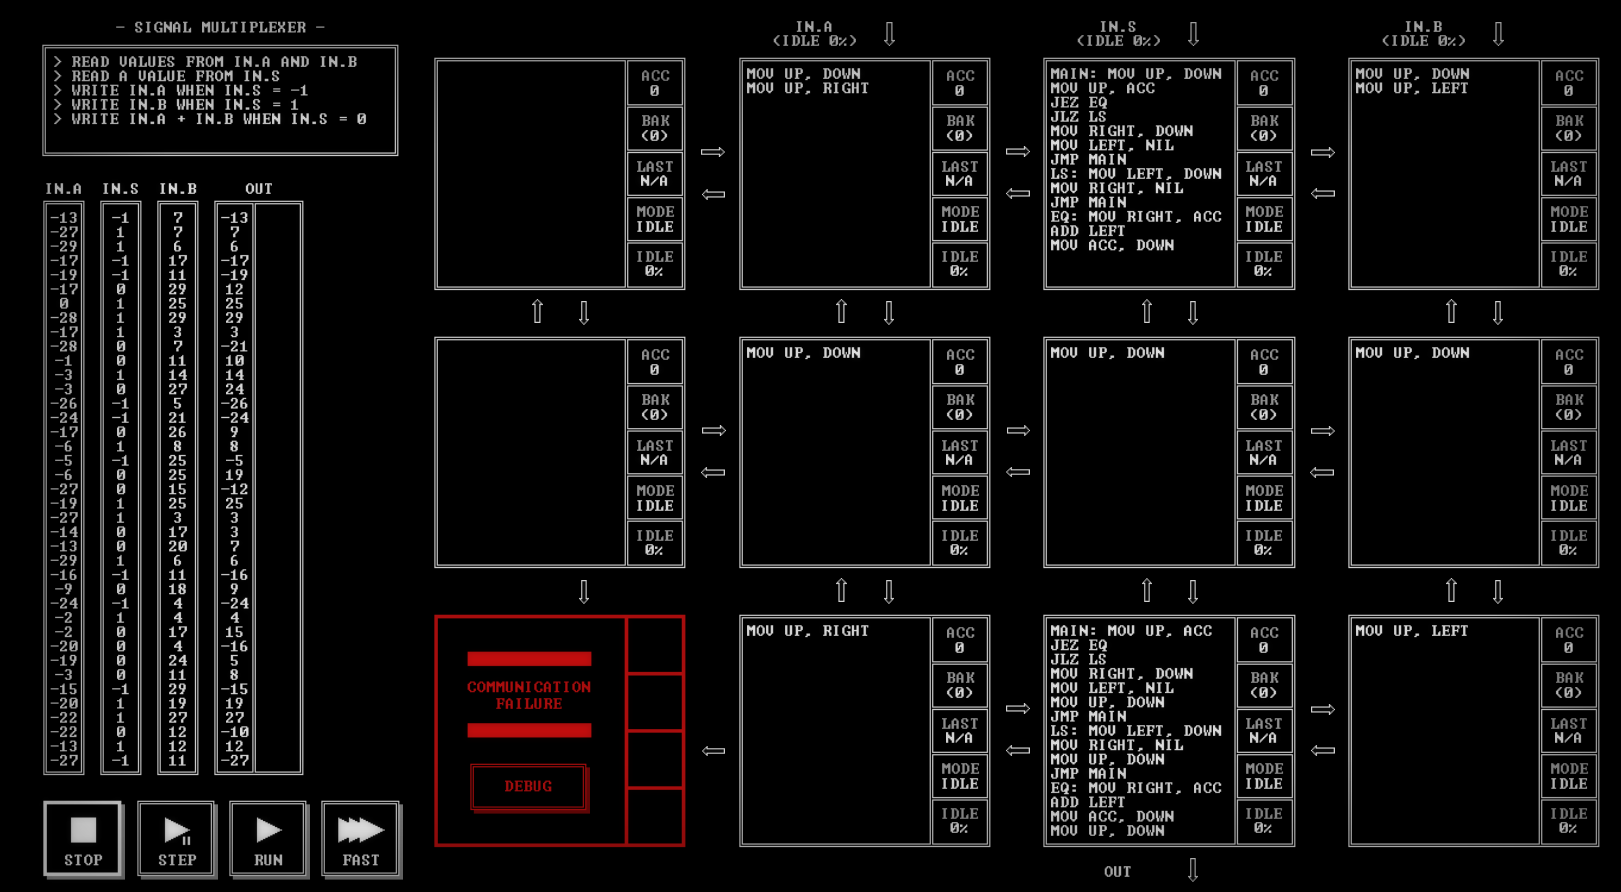 - SIGNAL MULTIPLEXER -
> READ VALUES FROM IN.A AND IN.B
> READ A VALUE FROM IN.S
> WRITE IN.A WHEN IN.S = -1
> WRITE IN.B WHEN IN.S = 1
> WRITE IN.A + IN.B WHEN IN.S = 0
IN.A IN.S IN.B OUT
-13 -1 7 -13
-27 1 7 7
-29 1 6 6
-17 -1 17 -17
-19 -1 11 -19
-17 0 29 12
0 1 25 25
-28 1 29 29
-17 1 3 3
-28 0 7 -21
-1 0 11 10
-3 1 14 14
-3 0 27 24
-26 -1 5 -26
-24 -1 21 -24
-17 0 26 9
-6 1 8 8
-5 -1 25 -5
-6 0 25 19
-27 0 15 -12
-19 1 25 25
-27 1 3 3
-14 0 17 3
-13 0 20 7
-29 1 6 6
-16 -1 11 -16
-9 0 18 9
-24 -1 4 -24
-2 1 4 4
-2 0 17 15
-20 0 4 -16
-19 0 24 5
-3 0 11 8
-15 -1 29 -15
-20 1 19 19
-22 1 27 27
-22 0 12 -10
-13 1 12 12
-27 -1 11 -27
STOP
STEP
RUN
FAST
IN.A
(IDLE 0%)
IN.S
(IDLE 0%)
IN.B
(IDLE 0%)
ACC
0
BAK
(0)
LAST
N/A
MODE
IDLE
IDLE
0%
MOV UP, DOWN
MOV UP, RIGHT
ACC
0
BAK
(0)
LAST
N/A
MODE
IDLE
IDLE
0%
MAIN: MOV UP, DOWN
MOV UP, ACC
JEZ EQ
JLZ LS
MOV RIGHT, DOWN
MOV LEFT, NIL
JMP MAIN
LS: MOV LEFT, DOWN
MOV RIGHT, NIL
JMP MAIN
EQ: MOV RIGHT, ACC
ADD LEFT
MOV ACC, DOWN
ACC
0
BAK
(0)
LAST
N/A
MODE
IDLE
IDLE
0%
MOV UP, DOWN
MOV UP, LEFT
ACC
0
BAK
(0)
LAST
N/A
MODE
IDLE
IDLE
0%
ACC
0
BAK
(0)
LAST
N/A
MODE
IDLE
IDLE
0%
MOV UP, DOWN
ACC
0
BAK
(0)
LAST
N/A
MODE
IDLE
IDLE
0%
MOV UP, DOWN
ACC
0
BAK
(0)
LAST
N/A
MODE
IDLE
IDLE
0%
MOV UP, DOWN
ACC
0
BAK
(0)
LAST
N/A
MODE
IDLE
IDLE
0%
COMMUNICATION
FAILURE
DEBUG
MOV UP, RIGHT
ACC
0
BAK
(0)
LAST
N/A
MODE
IDLE
IDLE
0%
MAIN: MOV UP, ACC
JEZ EQ
JLZ LS
MOV RIGHT, DOWN
MOV LEFT, NIL
MOV UP, DOWN
JMP MAIN
LS: MOV LEFT, DOWN
MOV RIGHT, NIL
MOV UP, DOWN
JMP MAIN
EQ: MOV RIGHT, ACC
ADD LEFT
MOV ACC, DOWN
MOV UP, DOWN
ACC
0
BAK
(0)
LAST
N/A
MODE
IDLE
IDLE
0%
MOV UP, LEFT
ACC
0
BAK
(0)
LAST
N/A
MODE
IDLE
IDLE
0%
OUT